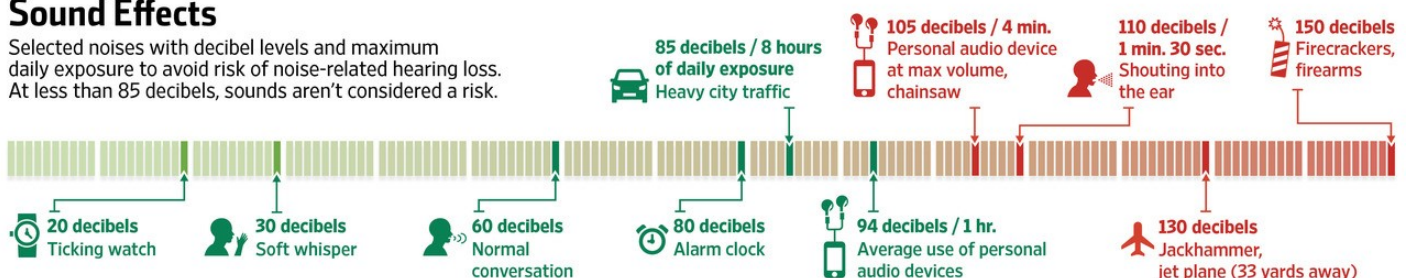 Sound Effects
Selected noises with decibel levels and maximum
daily exposure to avoid risk of noise-related hearing loss.
At less than 85 decibels, sounds aren't considered a risk.
85 decibels / 8 hours
of daily exposure
Heavy city traffic
105 decibels / 4 min.
Personal audio device
at max volume,
chainsaw
110 decibels /
1 min. 30 sec.
Shouting into
the ear
150 decibels
Firecrackers,
firearms
20 decibels
Ticking watch
30 decibels
Soft whisper
60 decibels
Normal
conversation
80 decibels
Alarm clock
94 decibels / 1 hr.
Average use of personal
audio devices
130 decibels
Jackhammer,
jet plane (33 yards away)